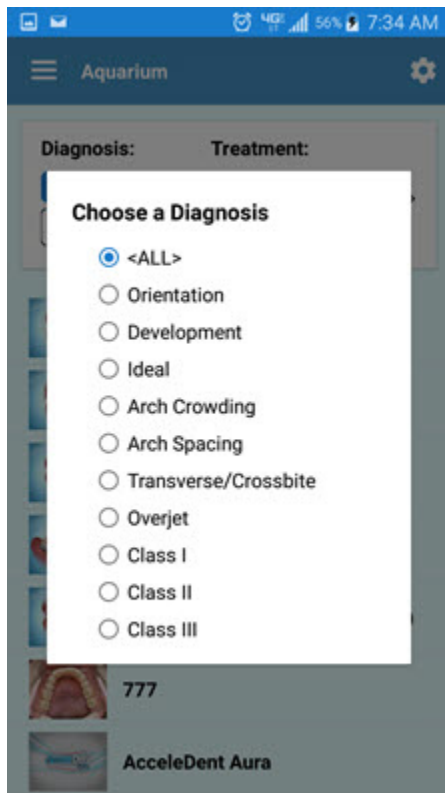 4G 56% 7:34 AM
Aquarium
Diagnosis: Treatment:
Choose a Diagnosis
<ALL>
Orientation
Development
Ideal
Arch Crowding
Arch Spacing
Transverse/Crossbite
Overjet
Class I
Class II
Class III
777
AcceleDent Aura